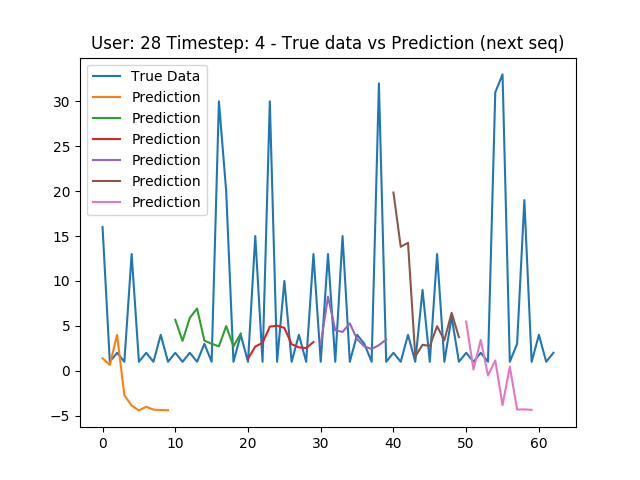 User: 28 Timestep: 4 - True data vs Prediction (next seq)
True Data
Prediction
Prediction
Prediction
Prediction
Prediction
Prediction
30
25
20
15
10
5
0
−5
0 10 20 30 40 50 60